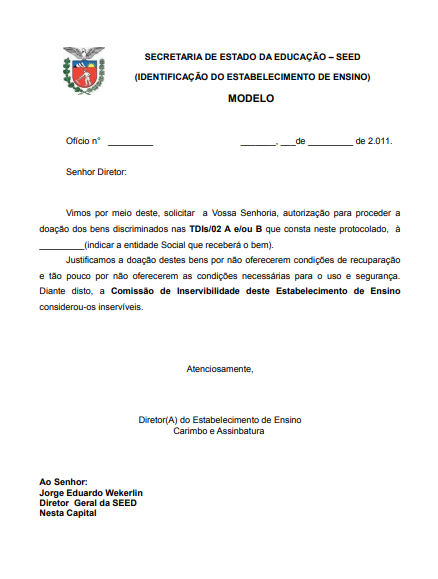 SECRETARIA DE ESTADO DA EDUCAÇÃO – SEED
(IDENTIFICAÇÃO DO ESTABELECIMENTO DE ENSINO)
MODELO
Ofício n° _________ _______, ___de _________ de 2.011.
Senhor Diretor:
Vimos por meio deste, solicitar a Vossa Senhoria, autorização para proceder a
doação dos bens discriminados nas TDIs/02 A e/ou B que consta neste protocolado, à
_________(indicar a entidade Social que receberá o bem).
Justificamos a doação destes bens por não oferecerem condições de recuparação
e tão pouco por não oferecerem as condições necessárias para o uso e segurança.
Diante disto, a Comissão de Inservibilidade deste Estabelecimento de Ensino
considerou-os inservíveis.
Atenciosamente,
Diretor(A) do Estabelecimento de Ensino
Carimbo e Assinbatura
Ao Senhor:
Jorge Eduardo Wekerlin
Diretor Geral da SEED
Nesta Capital